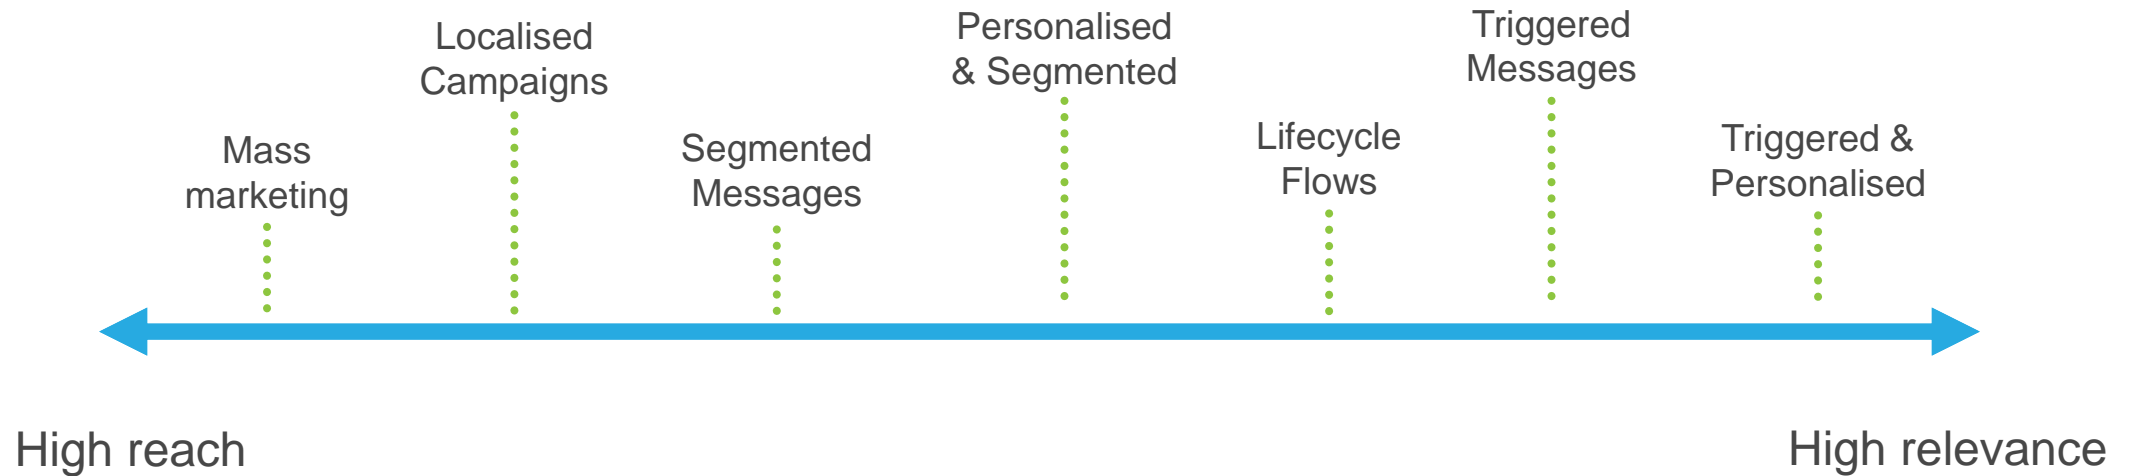 Mass
marketing
Localised
Campaigns
Segmented
Messages
Personalised
& Segmented
Lifecycle
Flows
Triggered
Messages
Triggered &
Personalised
High reach
High relevance